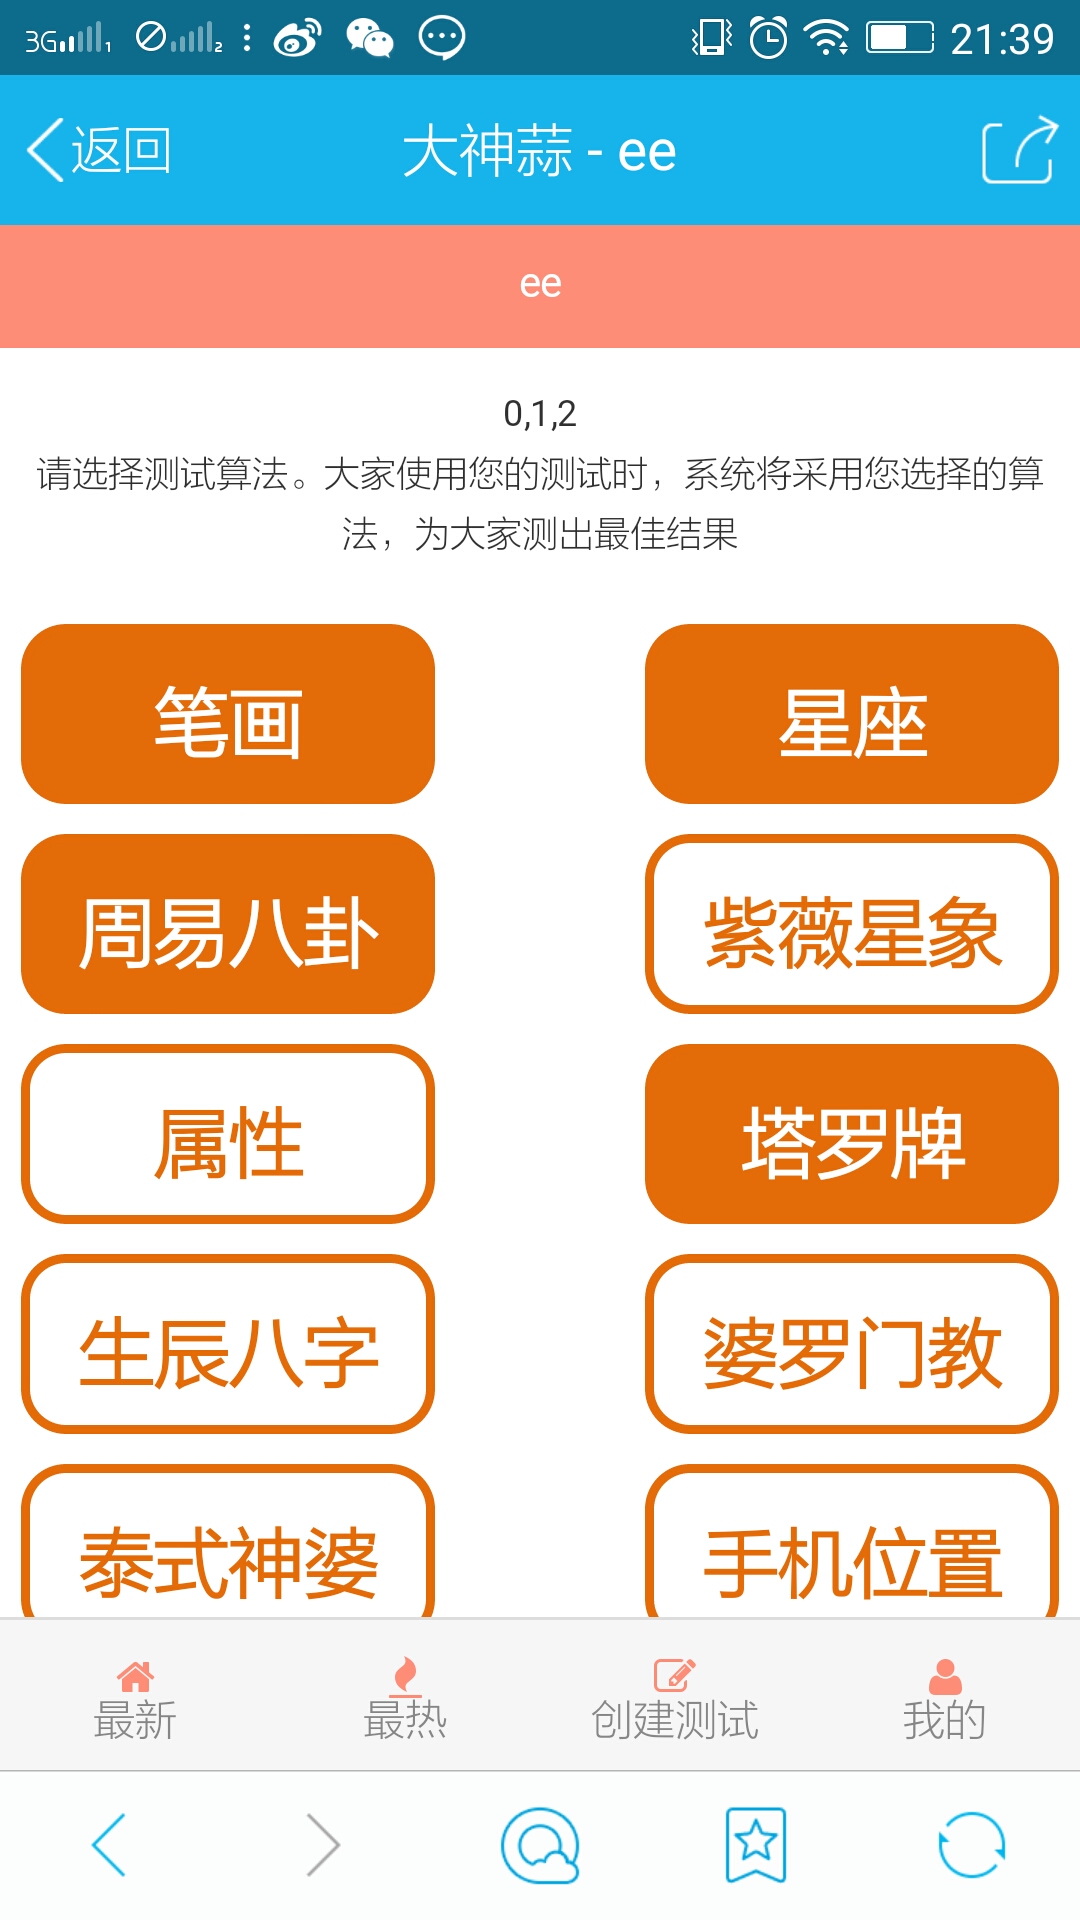 3G 1 2 21:39
返回 大神蒜 - ee
ee
0,1,2
请选择测试算法。大家使用您的测试时，系统将采用您选择的算
法，为大家测出最佳结果
笔画 星座
周易八卦 紫薇星象
属性 塔罗牌
生辰八字 婆罗门教
泰式神婆 手机位置
最新 最热 创建测试 我的